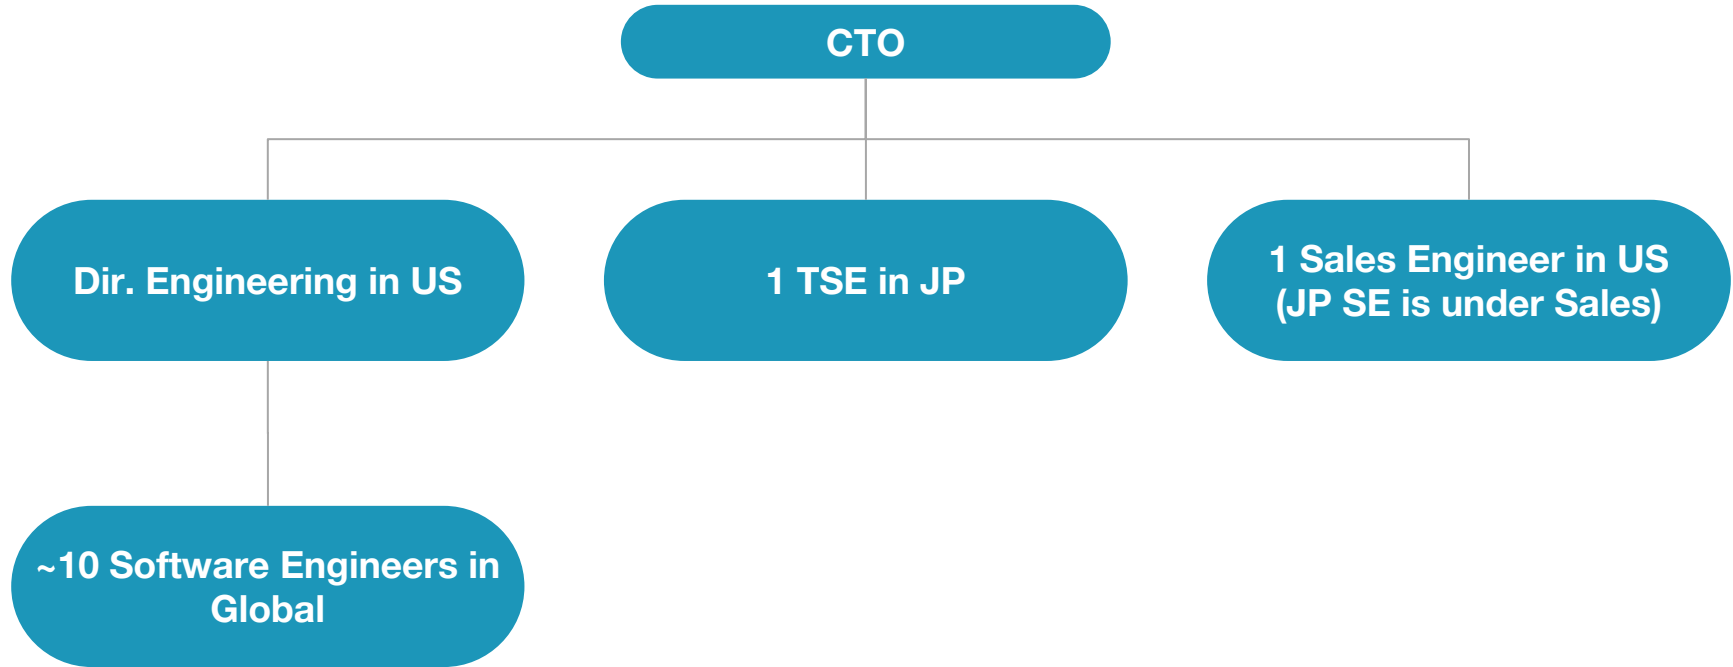 CTO
Dir. Engineering in US
1 TSE in JP
1 Sales Engineer in US
(JP SE is under Sales)
~10 Software Engineers in
Global